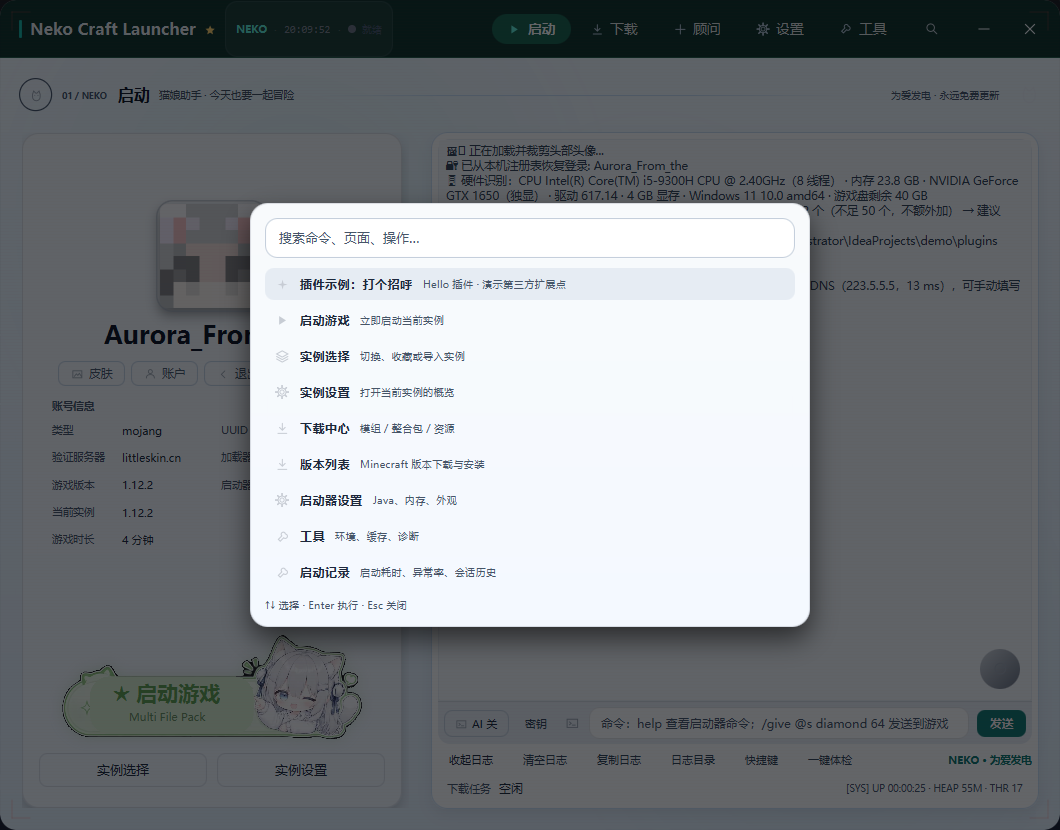 Neko Craft Launcher ★ NEKO 20:09:52 启动 下载 顾问 设置 工具
01 / NEKO 启动 猫娘助手 · 今天也要一起冒险 为爱发电 · 永远免费更新
正在加载并裁剪头部头像...
已从本机注册表恢复登录: Aurora_From_the
硬件识别：CPU Intel(R) Core(TM) i5-9300H CPU @ 2.40GHz（8 线程） · 内存 23.8 GB · NVIDIA GeForce
GTX 1650（独显） · 驱动 617.14 · 4 GB 显存 · Windows 11 10.0 amd64 · 游戏盘剩余 40 GB
个（不足 50 个，不额外加） → 建议
strator\IdeaProjects\demo\plugins
DNS（223.5.5.5，13 ms），可手动填写
搜索命令、页面、操作...
插件示例：打个招呼 Hello 插件 · 演示第三方扩展点
启动游戏 立即启动当前实例
实例选择 切换、收藏或导入实例
实例设置 打开当前实例的概览
下载中心 模组 / 整合包 / 资源
版本列表 Minecraft 版本下载与安装
启动器设置 Java、内存、外观
工具 环境、缓存、诊断
启动记录 启动耗时、异常率、会话历史
↑↓ 选择 · Enter 执行 · Esc 关闭
Aurora_Fro
皮肤 账户
账号信息
类型 mojang UUID
验证服务器 littleskin.cn 加载器
游戏版本 1.12.2 启动器
当前实例 1.12.2
游戏时长 4 分钟
★ 启动游戏
Multi File Pack
实例选择 实例设置
AI 关 密钥 命令：help 查看启动器命令；/give @s diamond 64 发送到游戏 发送
收起日志 清空日志 复制日志 日志目录 快捷键 一键体检 NEKO • 为爱发电
下载任务 空闲 [SYS] UP 00:00:25 · HEAP 55M · THR 17